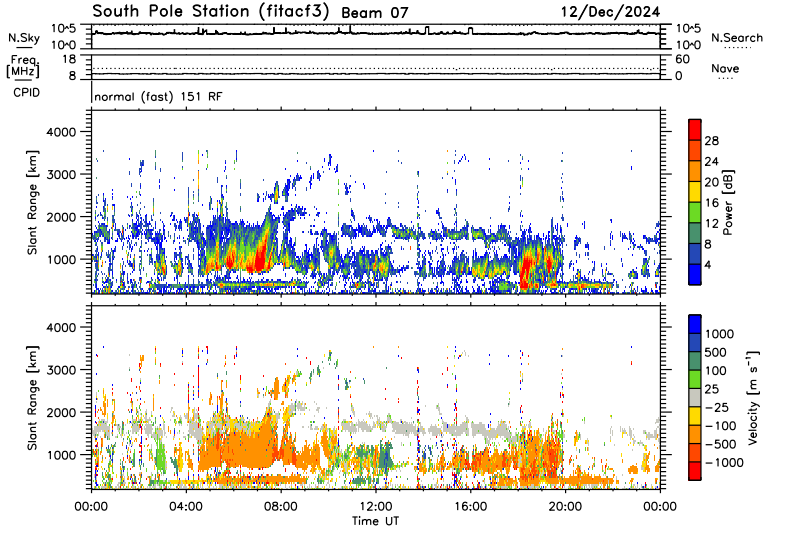 South Pole Station (fitacf3) Beam 07 12/Dec/2024
N.Sky 10^5 10^0 10^5 10^0 N.Search
Freq. [MHz] 18 8 60 0 Nave
CPID normal (fast) 151 RF
Slant Range [km] 4000 3000 2000 1000
Power [dB] 28 24 20 16 12 8 4
Slant Range [km] 4000 3000 2000 1000
Velocity [m s⁻¹] 1000 500 100 25 −25 −100 −500 −1000
00:00 04:00 08:00 12:00 16:00 20:00 00:00
Time UT